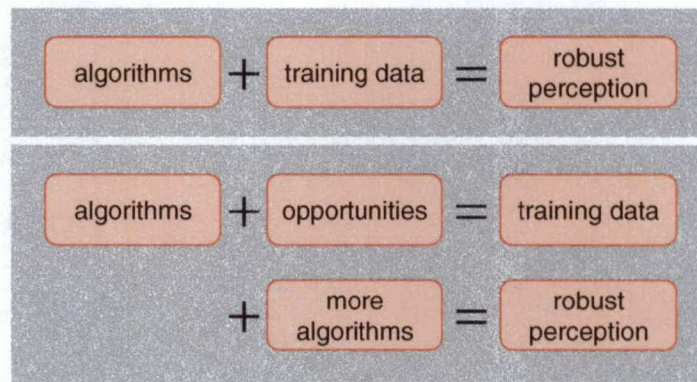 algorithms + training data = robust perception
algorithms + opportunities = training data
+ more algorithms = robust perception